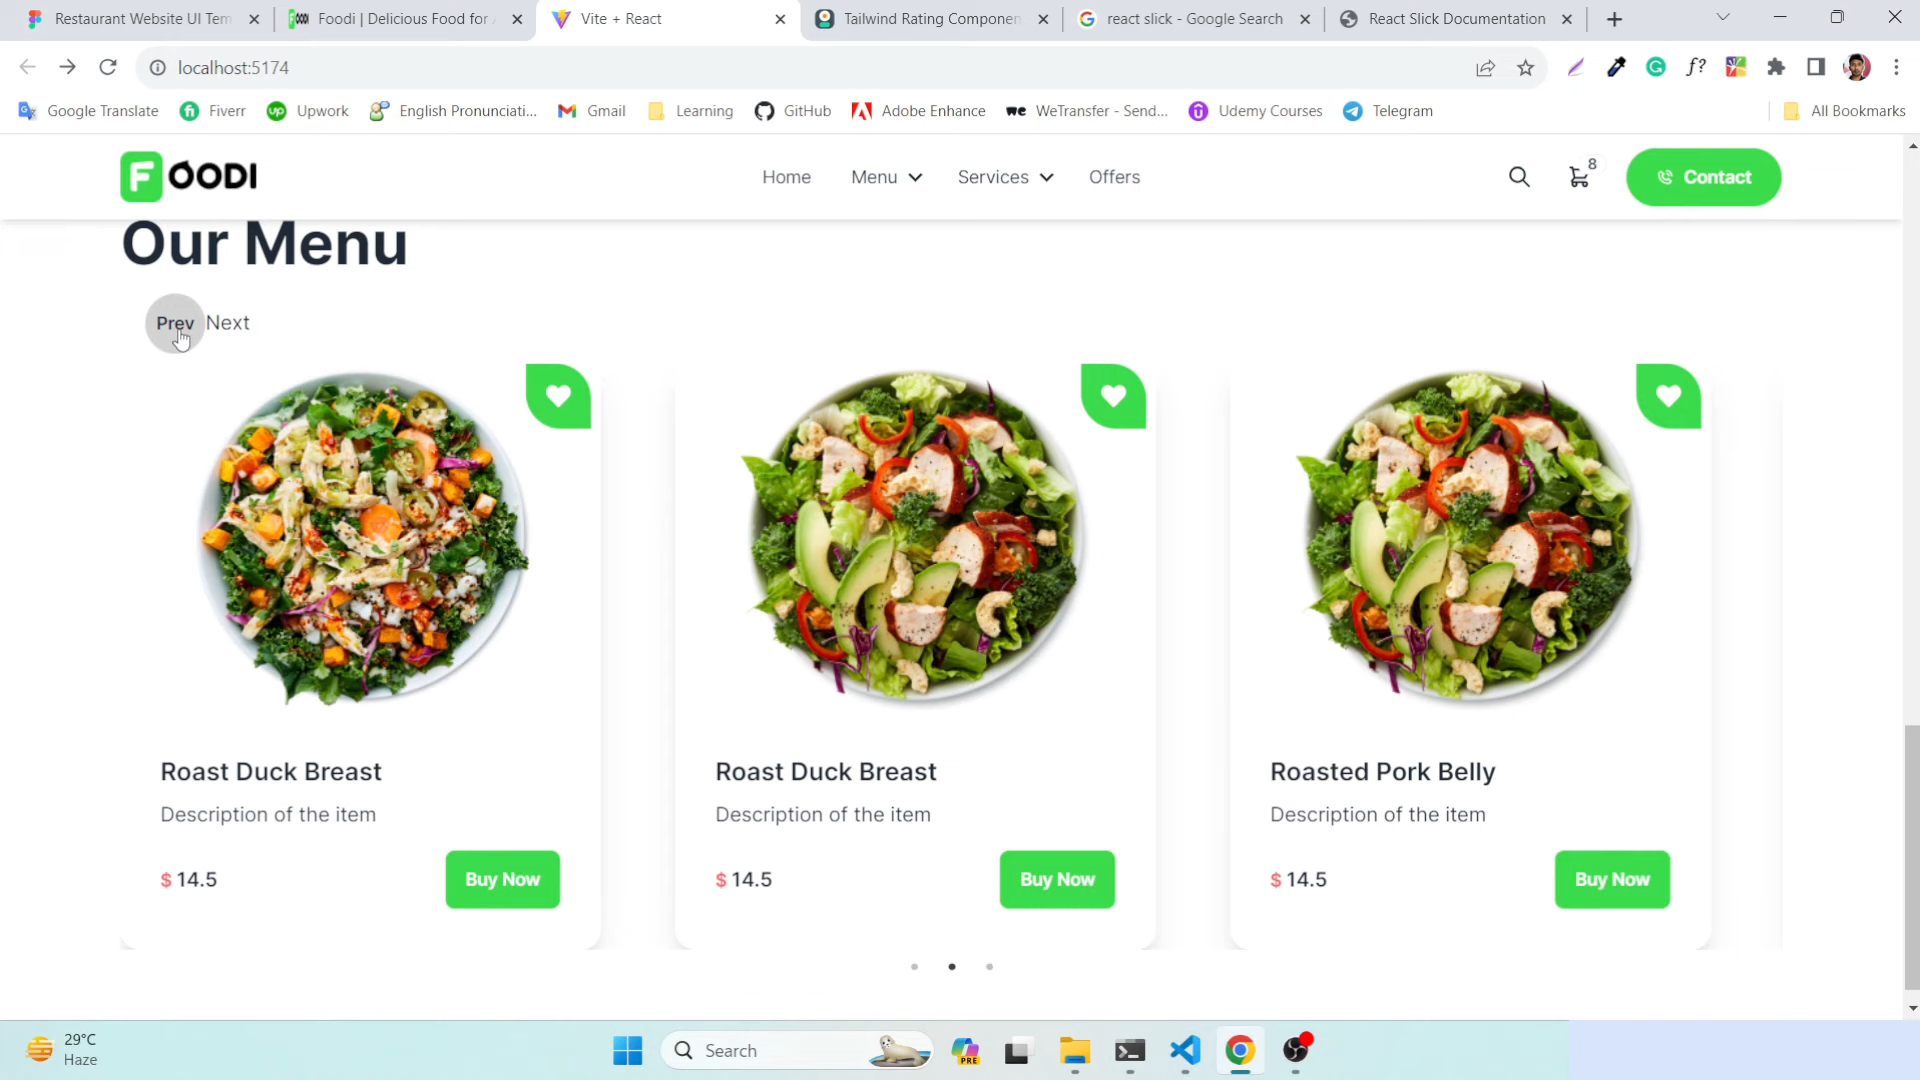 Restaurant Website UI Tem
Foodi | Delicious Food for A
Vite + React
Tailwind Rating Componen
react slick - Google Search
React Slick Documentation
localhost:5174
f?
Google Translate
Fiverr
Upwork
English Pronunciati...
Gmail
Learning
GitHub
Adobe Enhance
WeTransfer - Send...
Udemy Courses
Telegram
All Bookmarks
FOODI
Home
Menu
Services
Offers
8
Contact
Our Menu
Prev Next
Roast Duck Breast
Description of the item
$ 14.5
Buy Now
Roast Duck Breast
Description of the item
$ 14.5
Buy Now
Roasted Pork Belly
Description of the item
$ 14.5
Buy Now
29°C
Haze
Search
PRE